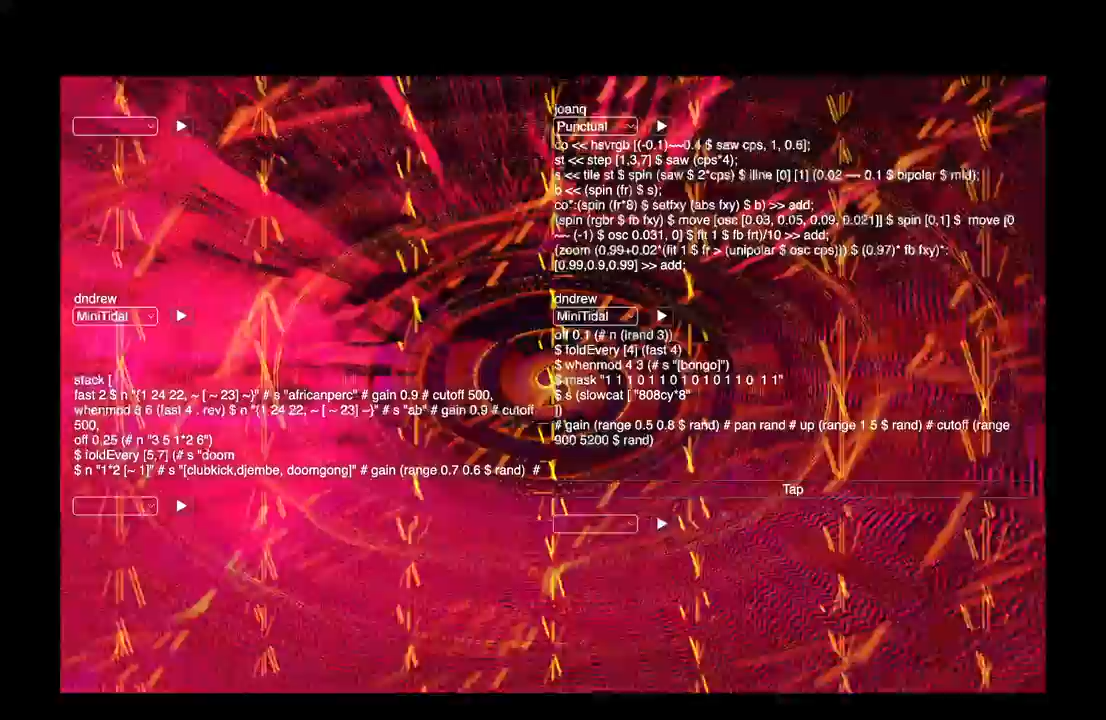 joanq
Punctual
co << hsvrgb [(-0.1)~~0.4 $ saw cps, 1, 0.6];
st << step [1,3,7] $ saw (cps*4);
s << tile st $ spin (saw $ 2*cps) $ iline [0] [1] (0.02 ~~ 0.1 $ bipolar $ mid);
b << (spin (fr) $ s);
co*:(spin (fr*8) $ setfxy (abs fxy) $ b) >> add;
(spin (rgbr $ fb fxy) $ move [osc [0.03, 0.05, 0.09, 0.021]] $ spin [0,1] $ move [0
~~ (-1) $ osc 0.031, 0] $ fit 1 $ fb frt)/10 >> add;
(zoom (0.99+0.02*(fit 1 $ fr > (unipolar $ osc cps))) $ (0.97)* fb fxy)*:
[0.99,0.9,0.99] >> add;
dndrew
MiniTidal
stack [
fast 2 $ n "{1 24 22, ~ [ ~ 23] ~}" # s "africanperc" # gain 0.9 # cutoff 500,
whenmod 8 6 (fast 4 . rev) $ n "{1 24 22, ~ [ ~ 23] ~}" # s "ab" # gain 0.9 # cutoff
500,
off 0.25 (# n "3 5 1*2 6")
$ foldEvery [5,7] (# s "doom
$ n "1*2 [~ 1]" # s "[clubkick,djembe, doomgong]" # gain (range 0.7 0.6 $ rand) #
dndrew
MiniTidal
off 0.1 (# n (irand 3))
$ foldEvery [4] (fast 4)
$ whenmod 4 3 (# s "[bongo]")
$ mask "1 1 1 0 1 1 0 1 0 1 0 1 1 0 1 1"
$ s (slowcat [ "808cy*8"
])
# gain (range 0.5 0.8 $ rand) # pan rand # up (range 1 5 $ rand) # cutoff (range
900 5200 $ rand)
Tap